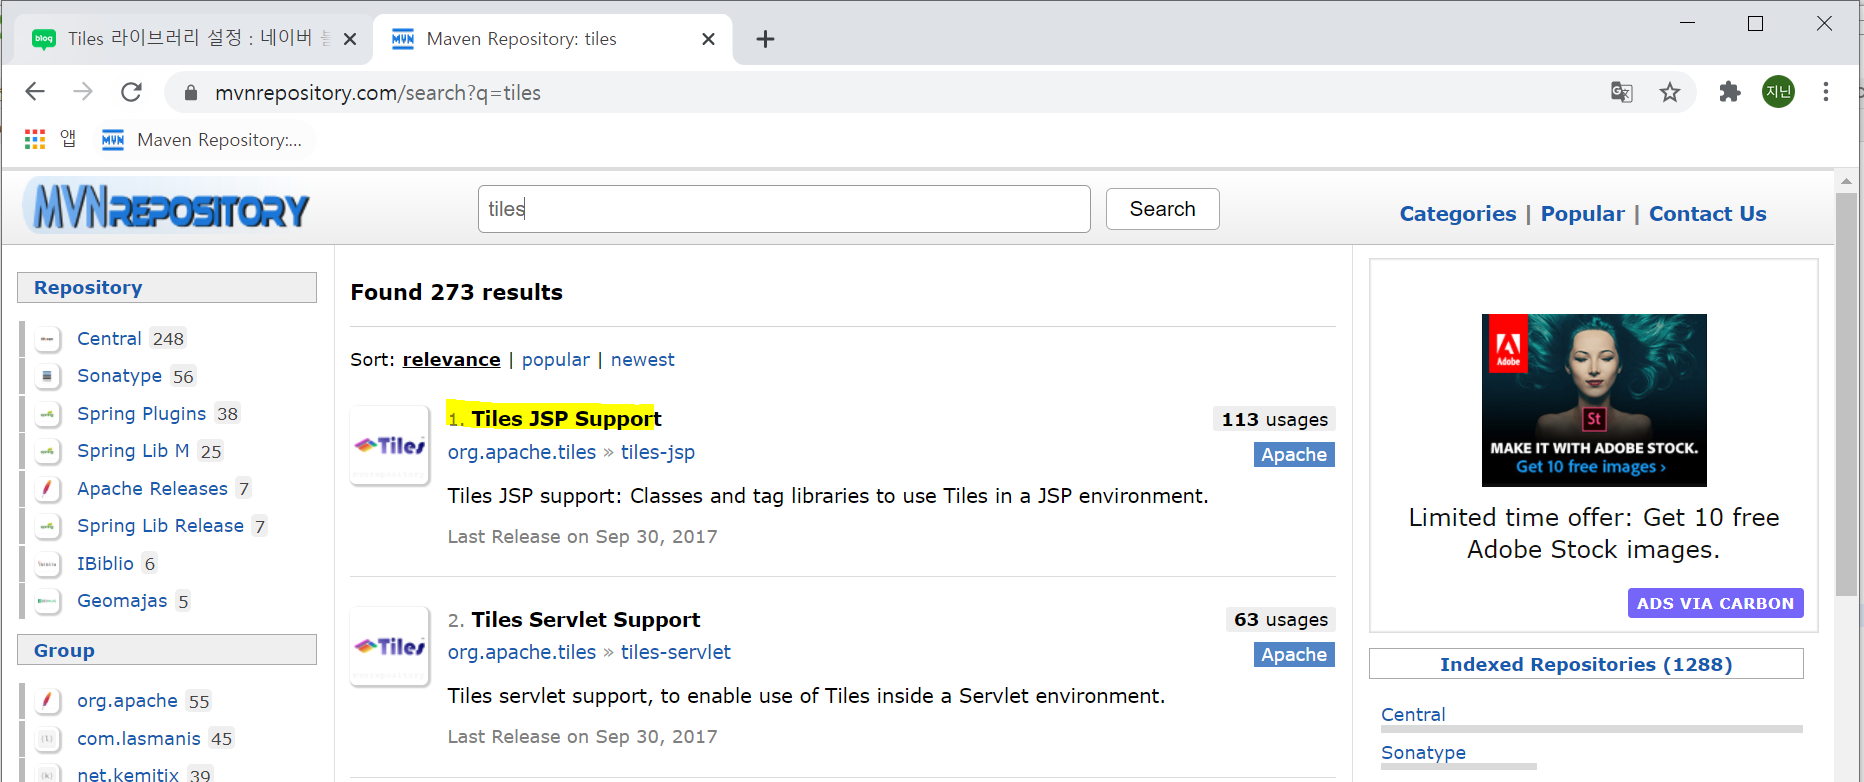 blog Tiles 라이브러리 설정 : 네이버 블
MVN Maven Repository: tiles
mvnrepository.com/search?q=tiles
지닌
앱 MVN Maven Repository:...
MVNREPOSITORY
tiles
Search
Categories | Popular | Contact Us
Repository
Central 248
Sonatype 56
Spring Plugins 38
Spring Lib M 25
Apache Releases 7
Spring Lib Release 7
IBiblio 6
Geomajas 5
Group
org.apache 55
com.lasmanis 45
net.kemitix 39
Found 273 results
Sort: relevance | popular | newest
Tiles
1. Tiles JSP Support
113 usages
org.apache.tiles » tiles-jsp
Apache
Tiles JSP support: Classes and tag libraries to use Tiles in a JSP environment.
Last Release on Sep 30, 2017
Tiles
2. Tiles Servlet Support
63 usages
org.apache.tiles » tiles-servlet
Apache
Tiles servlet support, to enable use of Tiles inside a Servlet environment.
Last Release on Sep 30, 2017
Adobe
St
MAKE IT WITH ADOBE STOCK.
Get 10 free images ›
Limited time offer: Get 10 free
Adobe Stock images.
ADS VIA CARBON
Indexed Repositories (1288)
Central
Sonatype